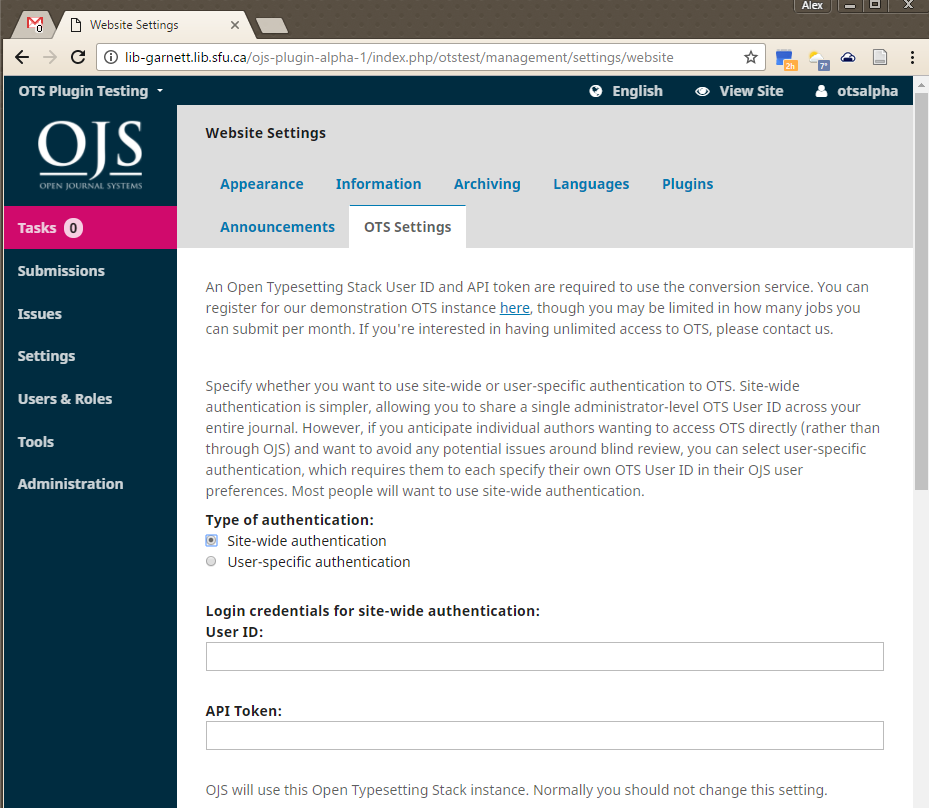 Alex
0
Website Settings
lib-garnett.lib.sfu.ca/ojs-plugin-alpha-1/index.php/otstest/management/settings/website
2h
7°
OTS Plugin Testing
English
View Site
otsalpha
OJS
OPEN JOURNAL SYSTEMS
Tasks 0
Submissions
Issues
Settings
Users & Roles
Tools
Administration
Website Settings
Appearance Information Archiving Languages Plugins
Announcements OTS Settings
An Open Typesetting Stack User ID and API token are required to use the conversion service. You can
register for our demonstration OTS instance here, though you may be limited in how many jobs you
can submit per month. If you're interested in having unlimited access to OTS, please contact us.
Specify whether you want to use site-wide or user-specific authentication to OTS. Site-wide
authentication is simpler, allowing you to share a single administrator-level OTS User ID across your
entire journal. However, if you anticipate individual authors wanting to access OTS directly (rather than
through OJS) and want to avoid any potential issues around blind review, you can select user-specific
authentication, which requires them to each specify their own OTS User ID in their OJS user
preferences. Most people will want to use site-wide authentication.
Type of authentication:
Site-wide authentication
User-specific authentication
Login credentials for site-wide authentication:
User ID:
API Token:
OJS will use this Open Typesetting Stack instance. Normally you should not change this setting.